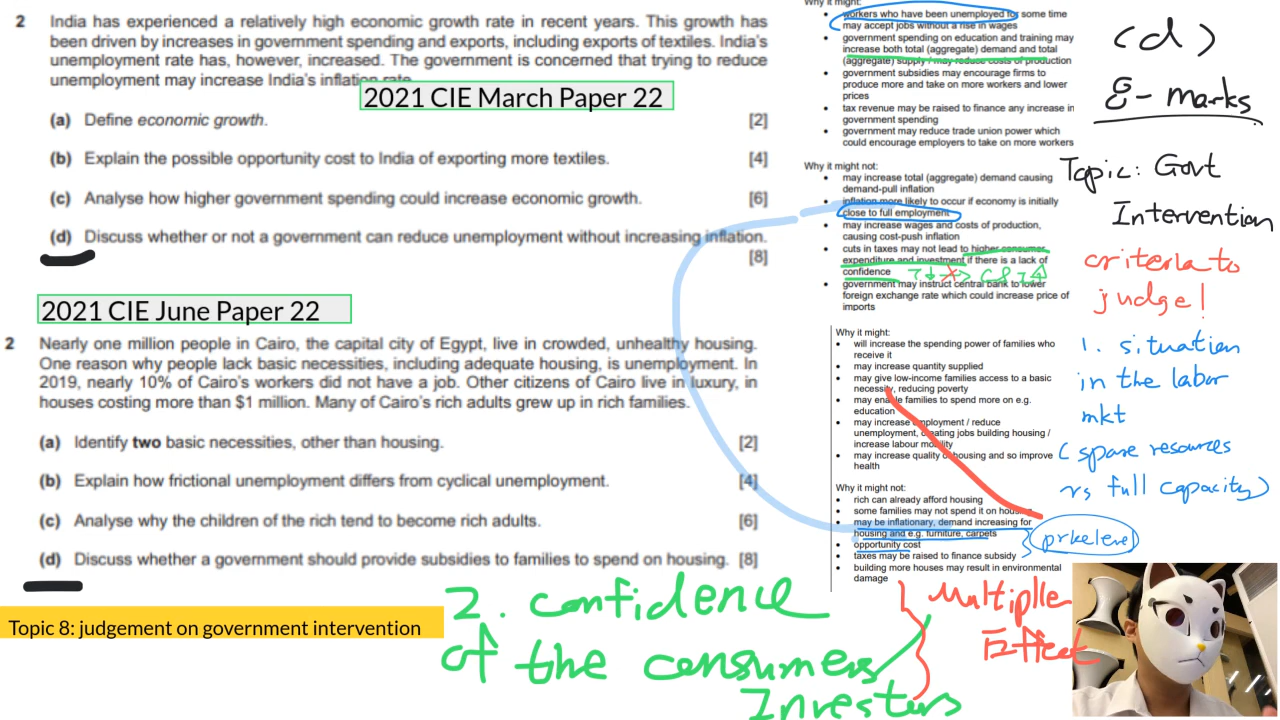 2 India has experienced a relatively high economic growth rate in recent years. This growth has
been driven by increases in government spending and exports, including exports of textiles. India's
unemployment rate has, however, increased. The government is concerned that trying to reduce
unemployment may increase India's inflation rate.
2021 CIE March Paper 22
(a) Define economic growth. [2]
(b) Explain the possible opportunity cost to India of exporting more textiles. [4]
(c) Analyse how higher government spending could increase economic growth. [6]
(d) Discuss whether or not a government can reduce unemployment without increasing inflation.
[8]
2021 CIE June Paper 22
2 Nearly one million people in Cairo, the capital city of Egypt, live in crowded, unhealthy housing.
One reason why people lack basic necessities, including adequate housing, is unemployment. In
2019, nearly 10% of Cairo's workers did not have a job. Other citizens of Cairo live in luxury, in
houses costing more than $1 million. Many of Cairo's rich adults grew up in rich families.
(a) Identify two basic necessities, other than housing. [2]
(b) Explain how frictional unemployment differs from cyclical unemployment. [4]
(c) Analyse why the children of the rich tend to become rich adults. [6]
(d) Discuss whether a government should provide subsidies to families to spend on housing. [8]
Topic 8: judgement on government intervention
Why it might:
• workers who have been unemployed for some time
may accept jobs without a rise in wages
• government spending on education and training may
increase both total (aggregate) demand and total
(aggregate) supply / may reduce costs of production
• government subsidies may encourage firms to
produce more and take on more workers and lower
prices
• tax revenue may be raised to finance any increase in
government spending
• government may reduce trade union power which
could encourage employers to take on more workers
Why it might not:
• may increase total (aggregate) demand causing
demand-pull inflation
• inflation more likely to occur if economy is initially
close to full employment
• may increase wages and costs of production,
causing cost-push inflation
• cuts in taxes may not lead to higher consumer
expenditure and investment if there is a lack of
confidence
• government may instruct central bank to lower
foreign exchange rate which could increase price of
imports
Why it might:
• will increase the spending power of families who
receive it
• may increase quantity supplied
• may give low-income families access to a basic
necessity, reducing poverty
• may enable families to spend more on e.g.
education
• may increase employment / reduce
unemployment, creating jobs building housing /
increase labour mobility
• may increase quality of housing and so improve
health
Why it might not:
• rich can already afford housing
• some families may not spend it on housing
• may be inflationary, demand increasing for
housing and e.g. furniture, carpets
• opportunity cost
• taxes may be raised to finance subsidy
• building more houses may result in environmental
damage
(d)
8 - marks
Topic: Govt
Intervention
criteria to
judge!
1. situation
in the labor
mkt
(spare resources
vs full capacity)
price level
2. confidence
of the consumers
Investors
Multiplier
Effect